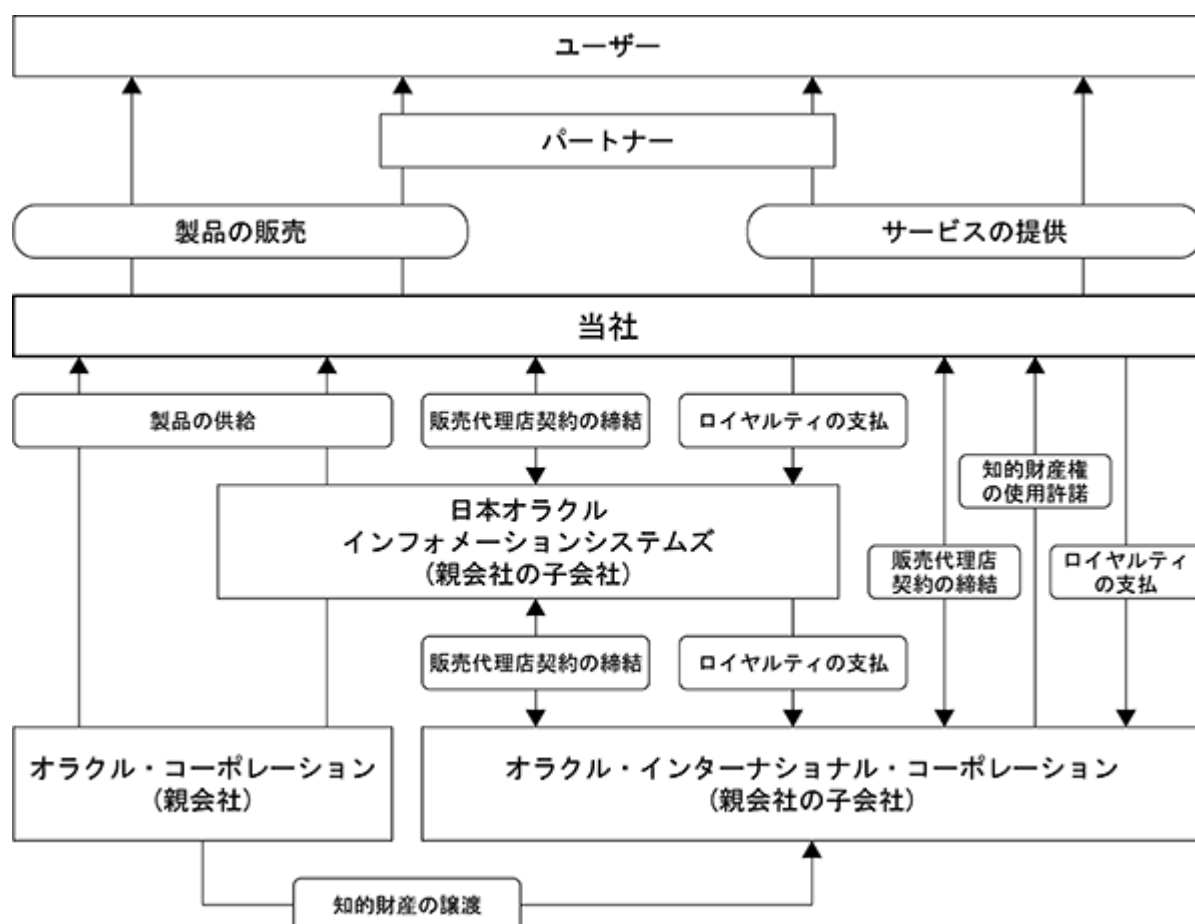 ユーザー
パートナー
製品の販売
サービスの提供
当社
製品の供給
販売代理店契約の締結
ロイヤルティの支払
知的財産権
の使用許諾
日本オラクル
インフォメーションシステムズ
(親会社の子会社)
販売代理店
契約の締結
ロイヤルティ
の支払
販売代理店契約の締結
ロイヤルティの支払
オラクル・コーポレーション
(親会社)
オラクル・インターナショナル・コーポレーション
(親会社の子会社)
知的財産の譲渡